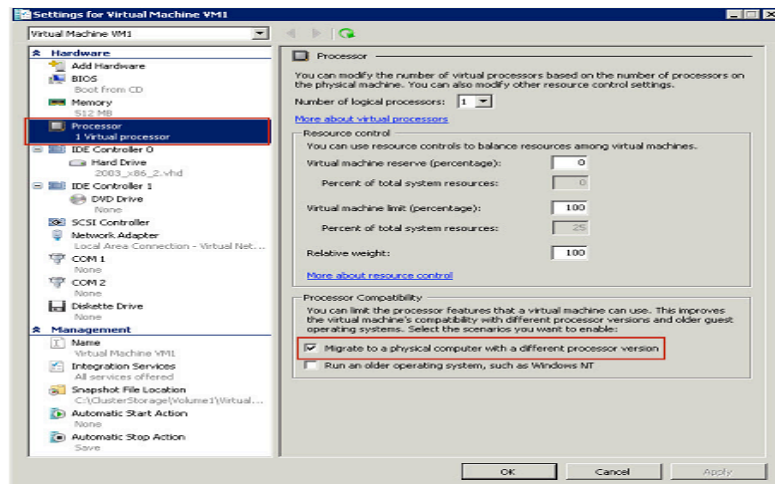 Settings for Virtual Machine VM1
Virtual Machine VM1
Hardware
Add Hardware
BIOS
Boot from CD
Memory
512 MB
Processor
1 Virtual processor
IDE Controller 0
Hard Drive
2003_x86_2.vhd
IDE Controller 1
DVD Drive
None
SCSI Controller
Network Adapter
Local Area Connection - Virtual Net...
COM 1
None
COM 2
None
Diskette Drive
None
Management
Name
Virtual Machine VM1
Integration Services
All services offered
Snapshot File Location
C:\ClusterStorage\Volume1\Virtual...
Automatic Start Action
None
Automatic Stop Action
Save
Processor
You can modify the number of virtual processors based on the number of processors on
the physical machine. You can also modify other resource control settings.
Number of logical processors: 1
More about virtual processors
Resource control
You can use resource controls to balance resources among virtual machines.
Virtual machine reserve (percentage): 0
Percent of total system resources: 0
Virtual machine limit (percentage): 100
Percent of total system resources: 25
Relative weight: 100
More about resource control
Processor Compatibility
You can limit the processor features that a virtual machine can use. This improves
the virtual machine's compatibility with different processor versions and older guest
operating systems. Select the scenarios you want to enable:
Migrate to a physical computer with a different processor version
Run an older operating system, such as Windows NT
OK Cancel Apply